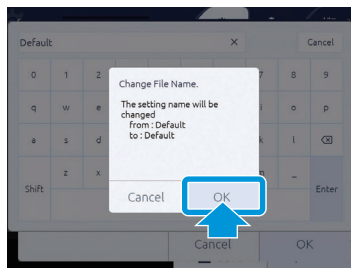 Default × Cancel
0 1 2 7 8 9
q w e i o p
a s d k l
z x m _
Shift Enter
Change File Name.
The setting name will be
changed
from : Default
to : Default
Cancel OK
Cancel OK